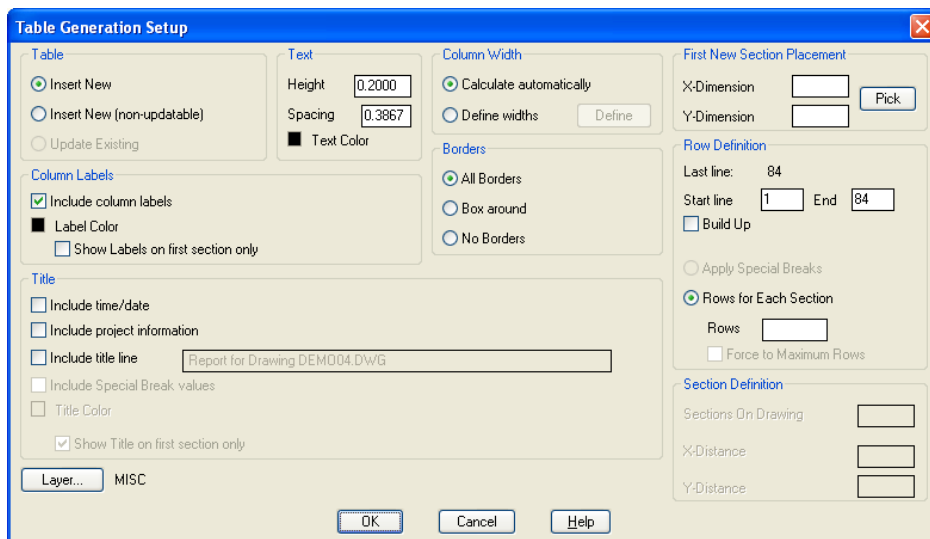 Table Generation Setup
Table
Insert New
Insert New (non-updatable)
Update Existing
Text
Height 0.2000
Spacing 0.3867
Text Color
Column Width
Calculate automatically
Define widths Define
First New Section Placement
X-Dimension
Y-Dimension
Pick
Column Labels
Include column labels
Label Color
Show Labels on first section only
Borders
All Borders
Box around
No Borders
Row Definition
Last line: 84
Start line 1 End 84
Build Up
Apply Special Breaks
Rows for Each Section
Rows
Force to Maximum Rows
Title
Include time/date
Include project information
Include title line Report for Drawing DEMO04.DWG
Include Special Break values
Title Color
Show Title on first section only
Section Definition
Sections On Drawing
X-Distance
Y-Distance
Layer... MISC
OK Cancel Help